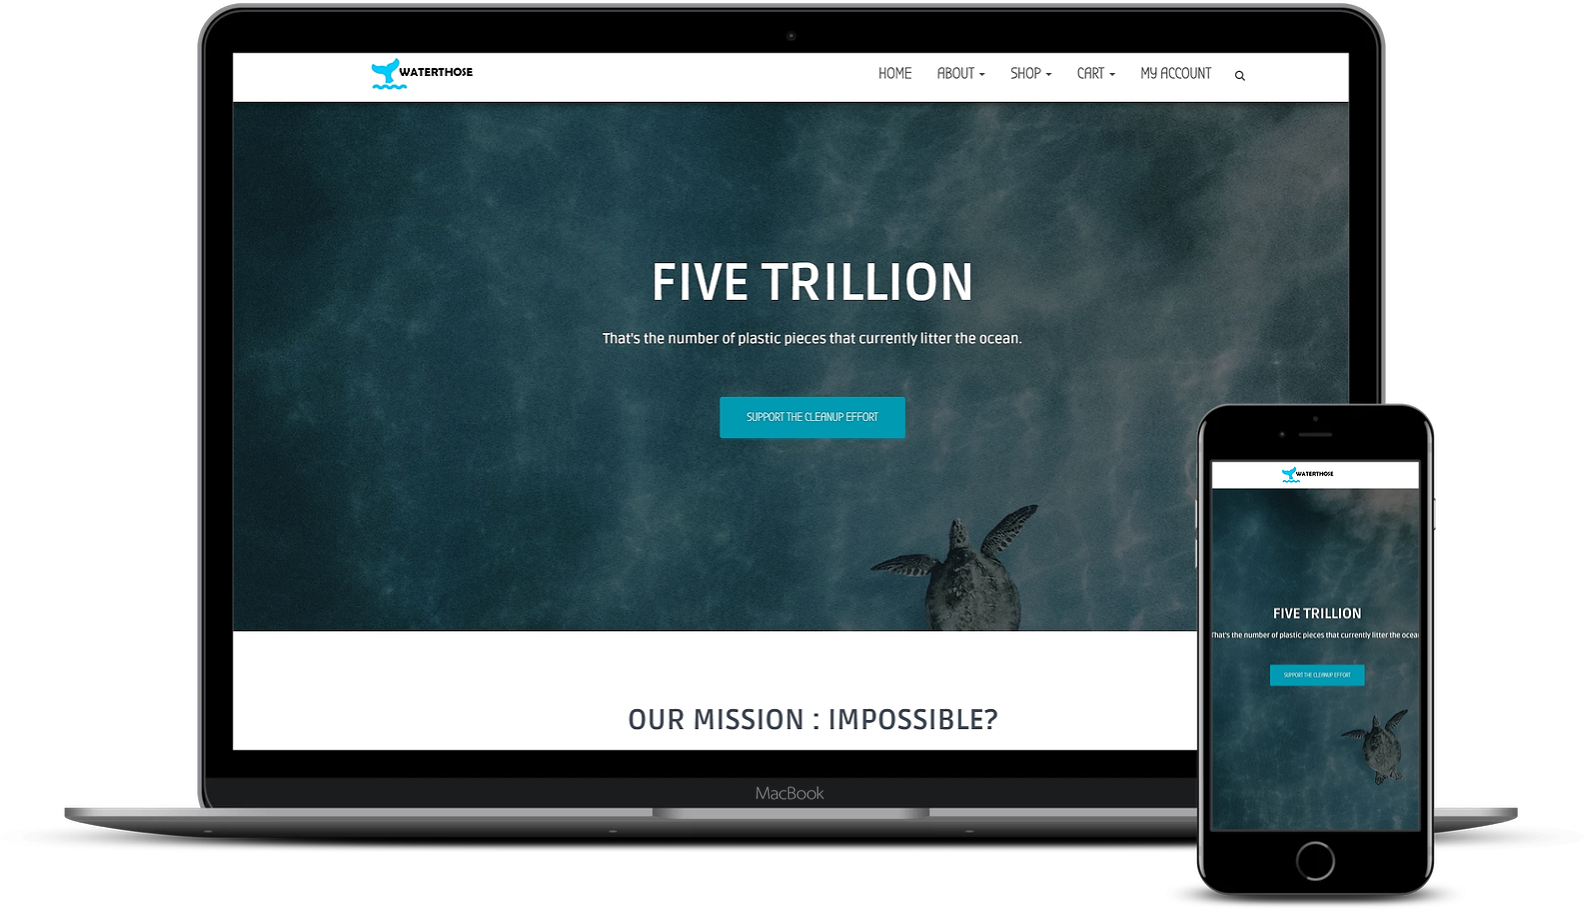 WATERTHOSE
HOME ABOUT SHOP CART MY ACCOUNT
FIVE TRILLION
That's the number of plastic pieces that currently litter the ocean.
SUPPORT THE CLEANUP EFFORT
OUR MISSION : IMPOSSIBLE?
MacBook
WATERTHOSE
FIVE TRILLION
That's the number of plastic pieces that currently litter the ocean
SUPPORT THE CLEANUP EFFORT